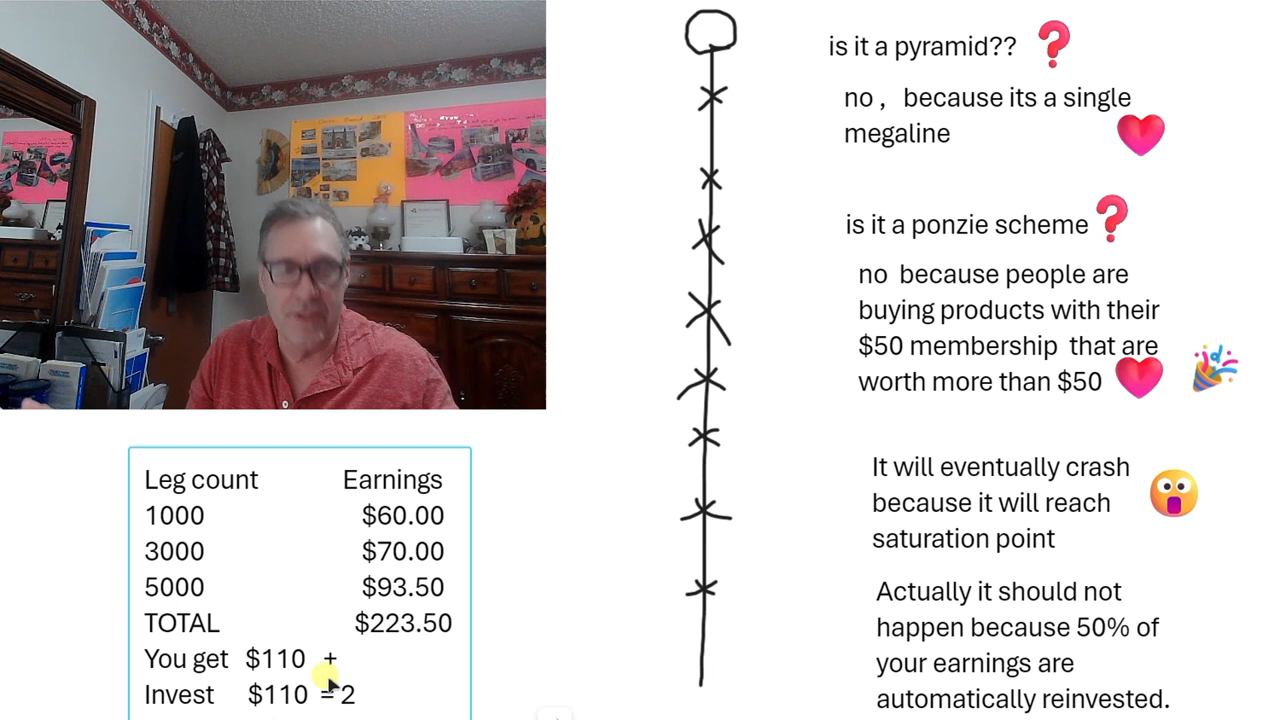 is it a pyramid?? ❓
no , because its a single
megaline
is it a ponzie scheme ❓
no because people are
buying products with their
$50 membership that are
worth more than $50
It will eventually crash
because it will reach
saturation point
Actually it should not
happen because 50% of
your earnings are
automatically reinvested.
Leg count Earnings
1000 $60.00
3000 $70.00
5000 $93.50
TOTAL $223.50
You get $110 +
Invest $110 = 2